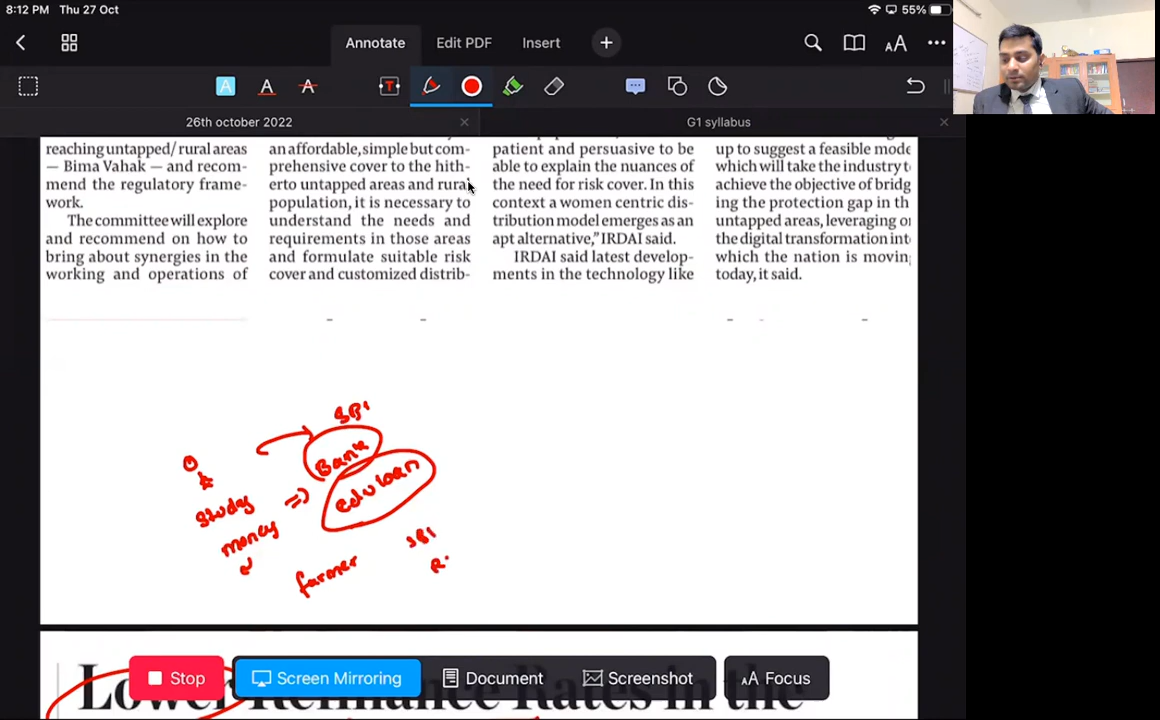 8:12 PM Thu 27 Oct
55%
Annotate
Edit PDF
Insert
26th october 2022
G1 syllabus
reaching untapped/ rural areas
— Bima Vahak — and recom-
mend the regulatory frame-
work.
The committee will explore
and recommend on how to
bring about synergies in the
working and operations of
an affordable, simple but com-
prehensive cover to the hith-
erto untapped areas and rural
population, it is necessary to
understand the needs and
requirements in those areas
and formulate suitable risk
cover and customized distrib-
patient and persuasive to be
able to explain the nuances of
the need for risk cover. In this
context a women centric dis-
tribution model emerges as an
apt alternative,” IRDAI said.
IRDAI said latest develop-
ments in the technology like
up to suggest a feasible mode
which will take the industry t
achieve the objective of bridg
ing the protection gap in th
untapped areas, leveraging o
the digital transformation int
which the nation is movin
today, it said.
SBI
Bank
edu loan
study
money
farmer
SBI
R
Lower Remittance Rates in the
Stop
Screen Mirroring
Document
Screenshot
AA Focus